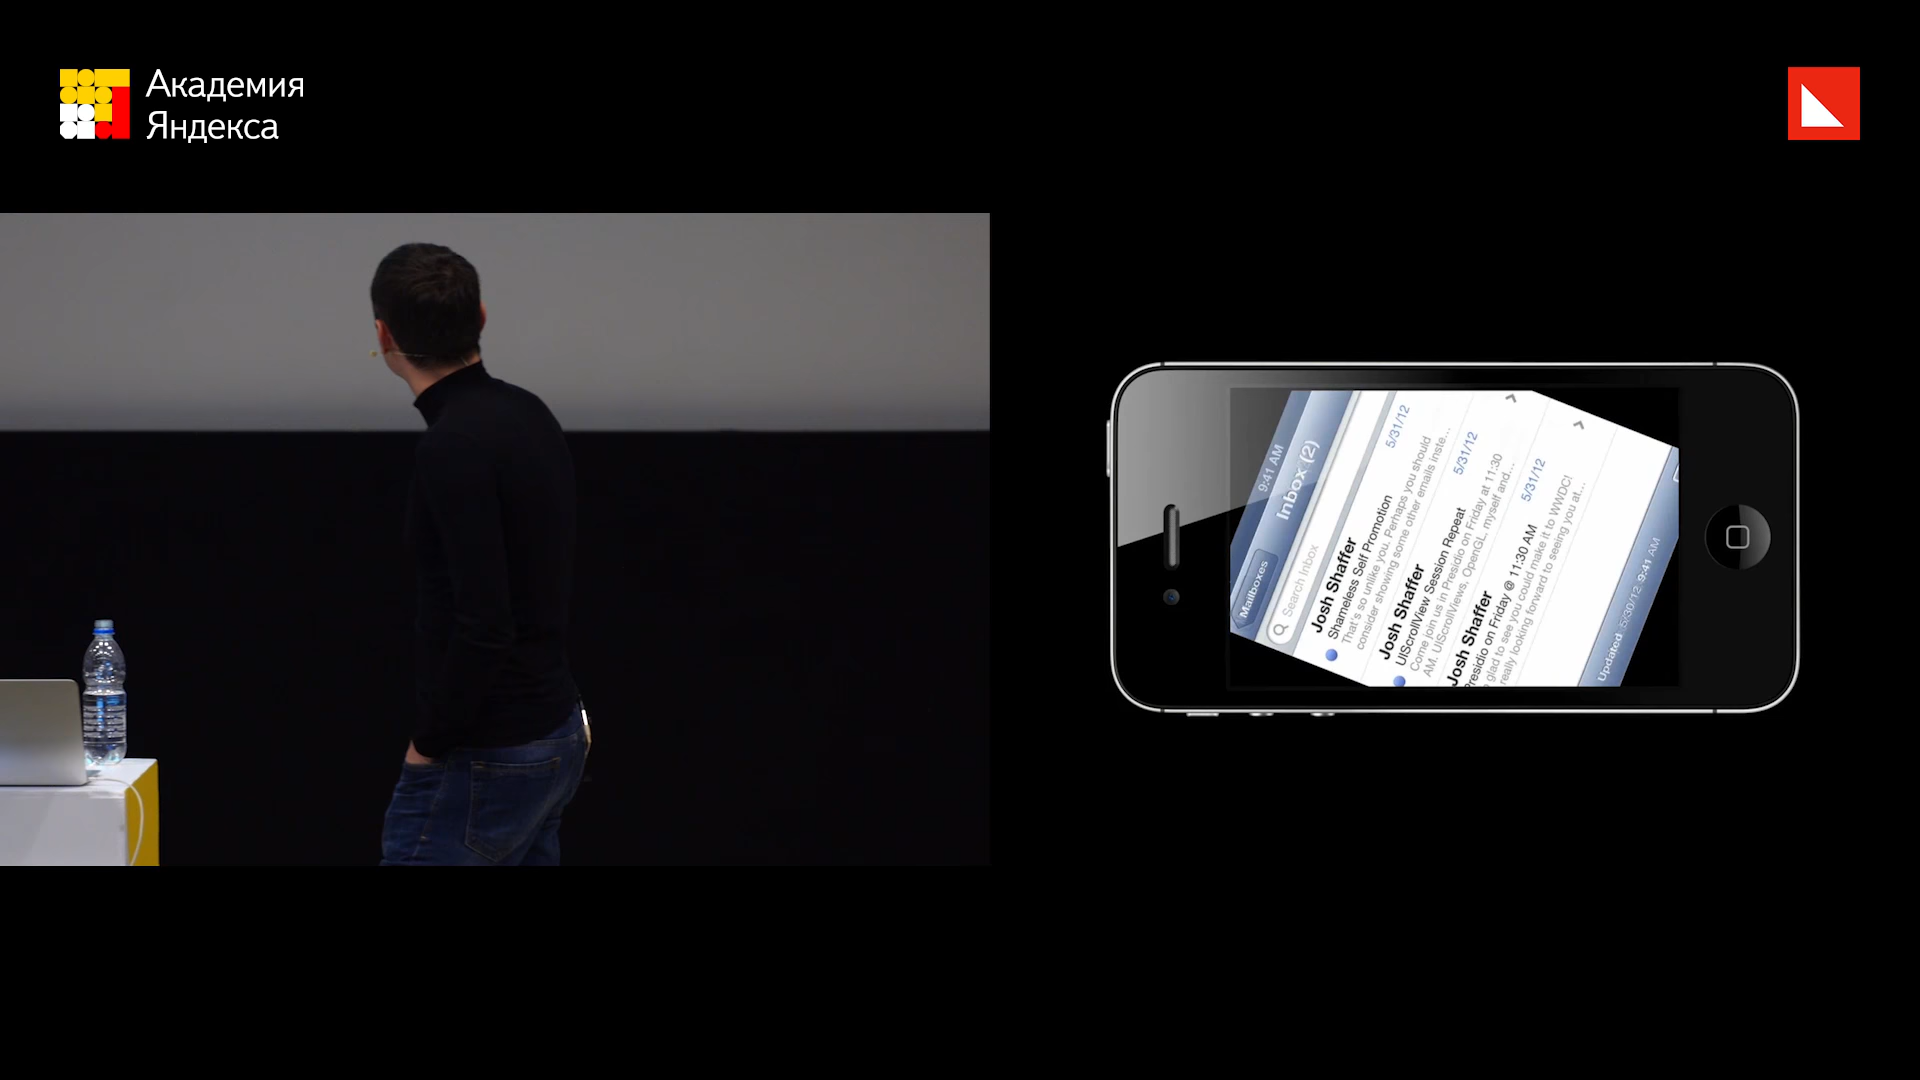 Академия
Яндекса
9:41 AM
Inbox (2)
Mailboxes
Search Inbox
Josh Shaffer
5/31/12
Shameless Self Promotion
That's so unlike you. Perhaps you should
consider showing some other emails inste...
Josh Shaffer
5/31/12
UIScrollView Session Repeat
Come join us in Presidio on Friday at 11:30
AM. UIScrollViews, OpenGL, myself and...
Josh Shaffer
5/31/12
Presidio on Friday @ 11:30 AM
glad to see you could make it to WWDC!
really looking forward to seeing you at...
Updated 5/30/12 9:41 AM